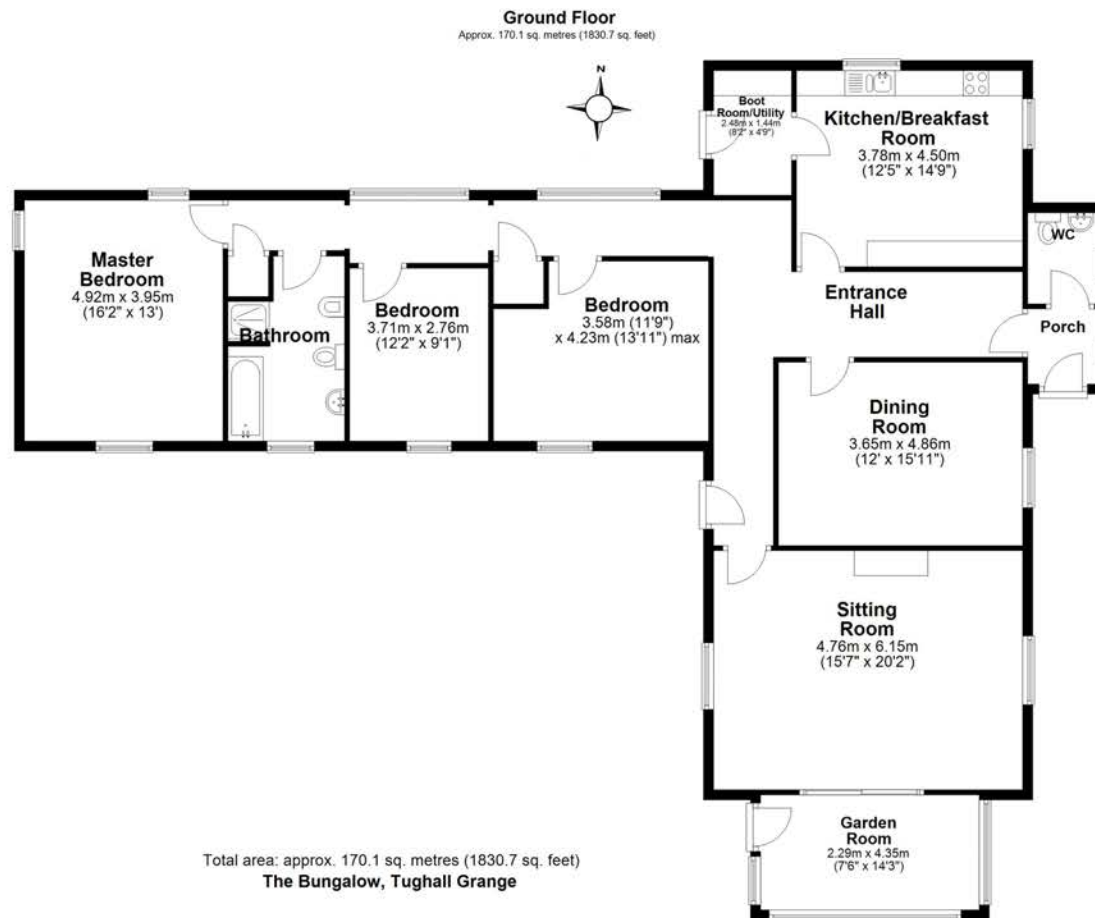 Ground Floor
Approx. 170.1 sq. metres (1830.7 sq. feet)
N
Boot
Room/Utility
2.48m x 1.44m
(8'2" x 4'9")
Kitchen/Breakfast
Room
3.78m x 4.50m
(12'5" x 14'9")
WC
Master
Bedroom
4.92m x 3.95m
(16'2" x 13')
Bathroom
Bedroom
3.71m x 2.76m
(12'2" x 9'1")
Bedroom
3.58m (11'9")
x 4.23m (13'11") max
Entrance
Hall
Porch
Dining
Room
3.65m x 4.86m
(12' x 15'11")
Sitting
Room
4.76m x 6.15m
(15'7" x 20'2")
Garden
Room
2.29m x 4.35m
(7'6" x 14'3")
Total area: approx. 170.1 sq. metres (1830.7 sq. feet)
The Bungalow, Tughall Grange